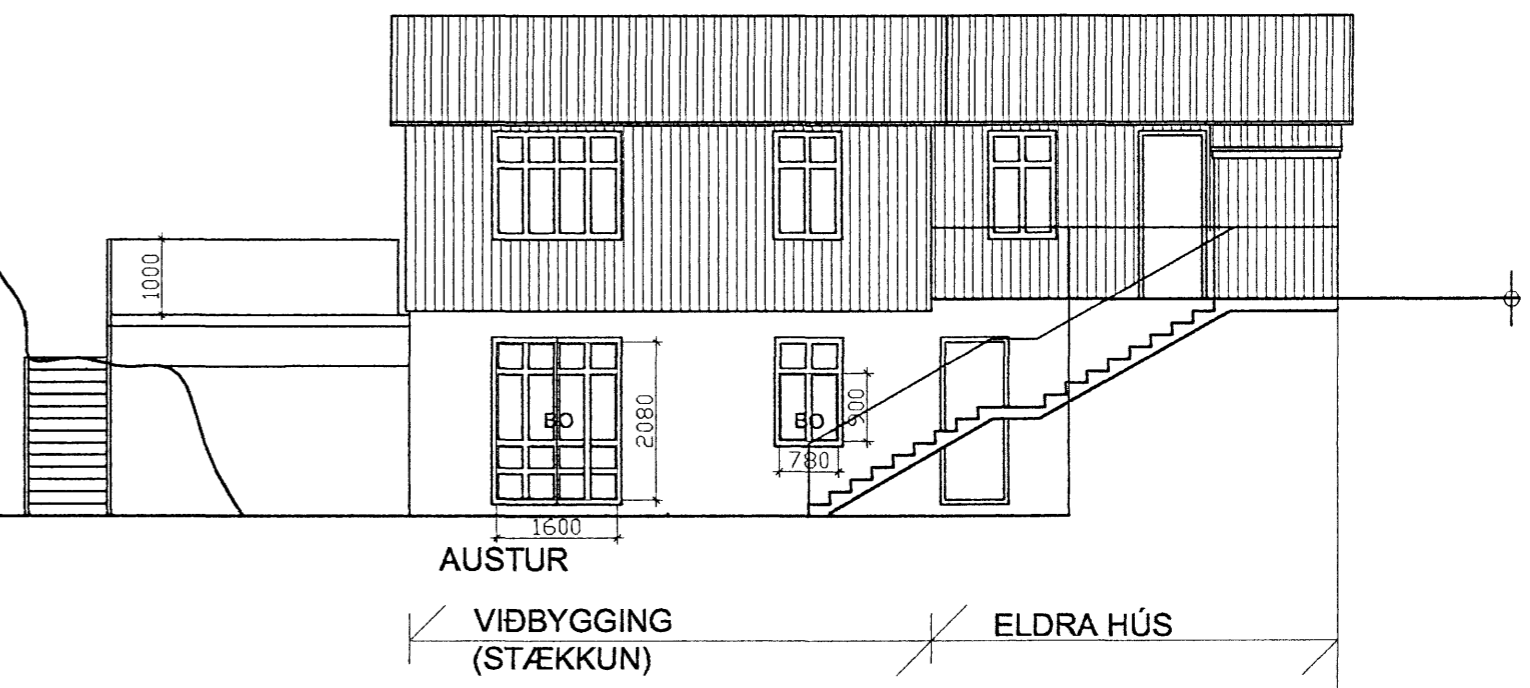 1000
BO
2080
BO
900
780
1600
AUSTUR
VIÐBYGGING
(STÆKKUN)
ELDRA HÚS